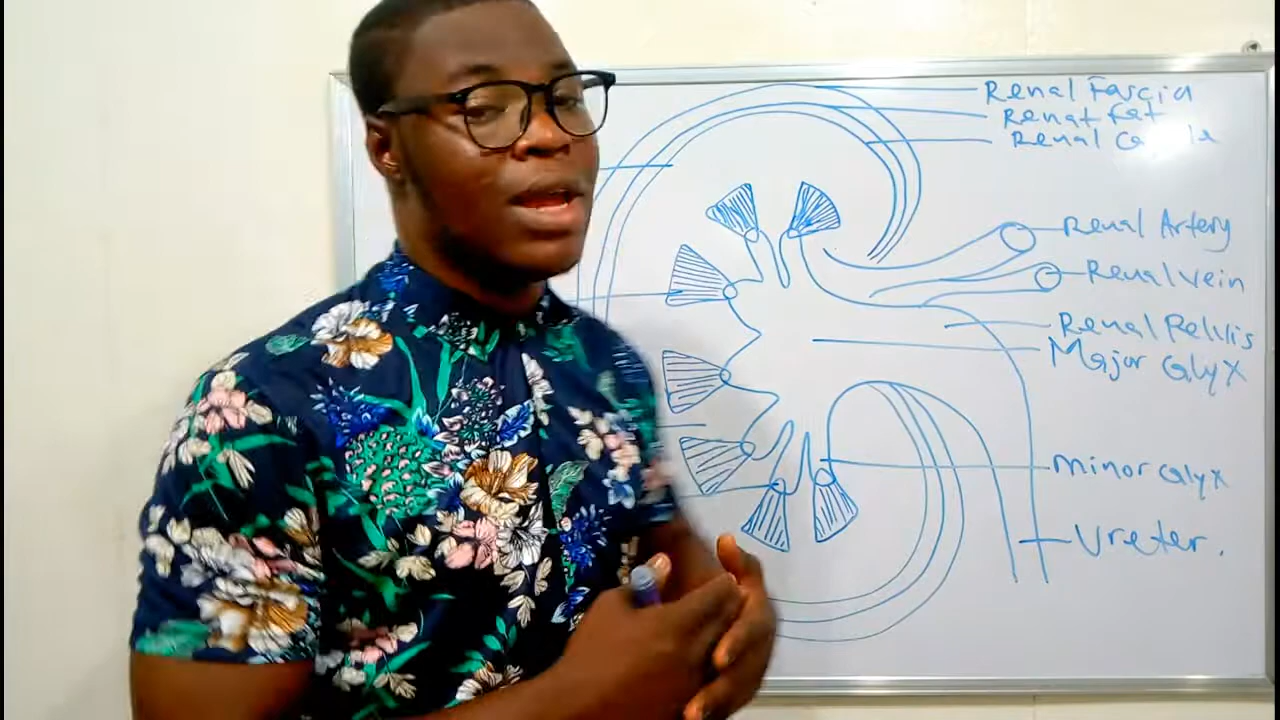 Renal Fascia
Renal Fat
Renal
Renal Artery
Renal vein
Renal Pelvis
Major Calyx
Minor Calyx
Ureter.